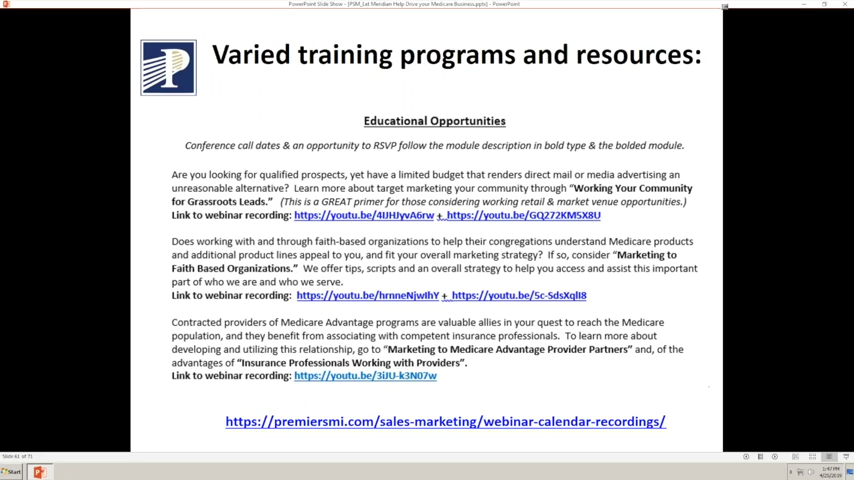 PowerPoint Slide Show - [PSM_Let Meridian Help Drive your Medicare Business.pptx] - PowerPoint
P
Varied training programs and resources:
Educational Opportunities
Conference call dates & an opportunity to RSVP follow the module description in bold type & the bolded module.
Are you looking for qualified prospects, yet have a limited budget that renders direct mail or media advertising an
unreasonable alternative? Learn more about target marketing your community through “Working Your Community
for Grassroots Leads.” (This is a GREAT primer for those considering working retail & market venue opportunities.)
Link to webinar recording: https://youtu.be/4IJHJyvA6rw + https://youtu.be/GQ272KM5X8U
Does working with and through faith-based organizations to help their congregations understand Medicare products
and additional product lines appeal to you, and fit your overall marketing strategy? If so, consider “Marketing to
Faith Based Organizations.” We offer tips, scripts and an overall strategy to help you access and assist this important
part of who we are and who we serve.
Link to webinar recording: https://youtu.be/hrnneNjwIhY + https://youtu.be/5c-SdsXqlI8
Contracted providers of Medicare Advantage programs are valuable allies in your quest to reach the Medicare
population, and they benefit from associating with competent insurance professionals. To learn more about
developing and utilizing this relationship, go to “Marketing to Medicare Advantage Provider Partners” and, of the
advantages of “Insurance Professionals Working with Providers”.
Link to webinar recording: https://youtu.be/3iJU-k3N07w
https://premiersmi.com/sales-marketing/webinar-calendar-recordings/
Slide 61 of 71
Start
1:47 PM